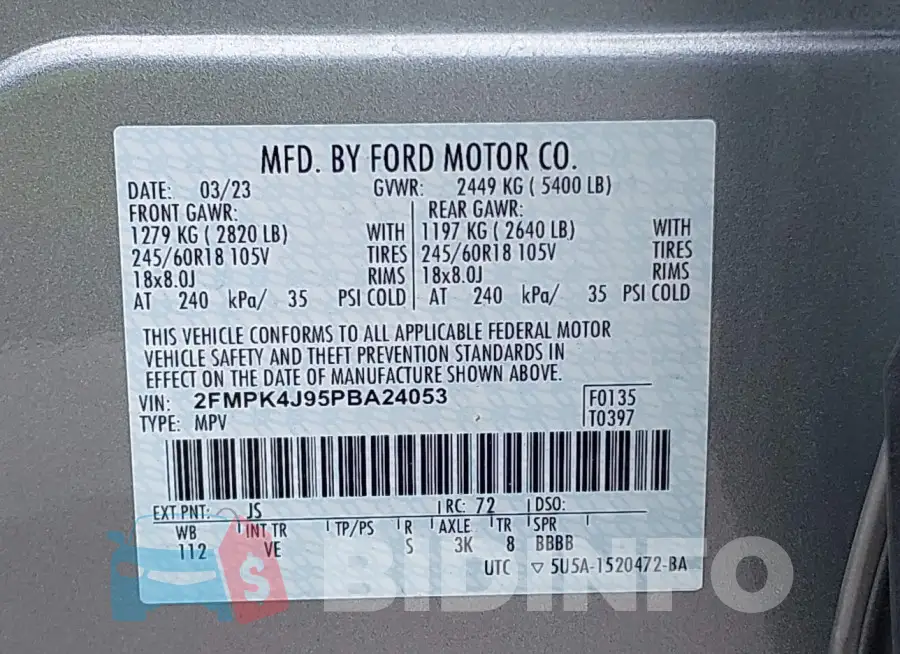 MFD. BY FORD MOTOR CO.
DATE: 03/23 GVWR: 2449 KG ( 5400 LB)
FRONT GAWR: REAR GAWR:
1279 KG ( 2820 LB) WITH 1197 KG ( 2640 LB) WITH
245/60R18 105V TIRES 245/60R18 105V TIRES
18x8.0J RIMS 18x8.0J RIMS
AT 240 kPa/ 35 PSI COLD AT 240 kPa/ 35 PSI COLD
THIS VEHICLE CONFORMS TO ALL APPLICABLE FEDERAL MOTOR
VEHICLE SAFETY AND THEFT PREVENTION STANDARDS IN
EFFECT ON THE DATE OF MANUFACTURE SHOWN ABOVE.
VIN: 2FMPK4J95PBA24053 F0135
TYPE: MPV T0397
EXT PNT: JS RC: 72 DSO:
WB INT TR TP/PS R AXLE TR SPR
112 VE S 3K 8 BBBB
UTC ▽ 5U5A-1520472-BA
$ BIDINFO